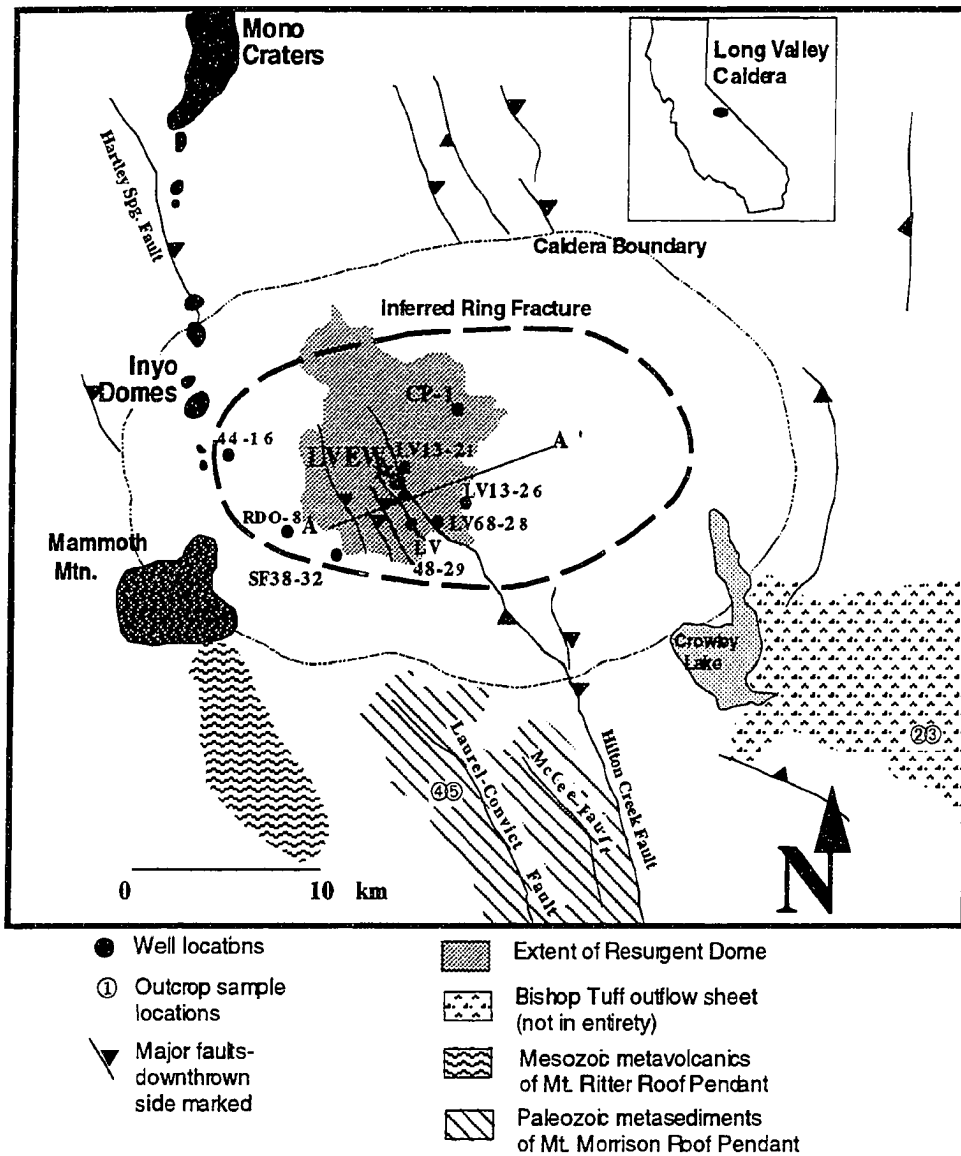 Mono
Craters
Long Valley
Caldera
Hartley Spg. Fault
Caldera Boundary
Inferred Ring Fracture
Inyo
Domes
CP-1
44-16
LVEW
LV13-21
A '
LV13-26
RDO-8
A
LV68-28
LV
48-29
SF38-32
Mammoth
Mtn.
Crowley
Lake
②③
④⑤
Laurel-Convict
Fault
McGee-Fault
Hilton Creek Fault
N
0 10 km
Well locations
① Outcrop sample
locations
Major faults-
downthrown
side marked
Extent of Resurgent Dome
Bishop Tuff outflow sheet
(not in entirety)
Mesozoic metavolcanics
of Mt. Ritter Roof Pendant
Paleozoic metasediments
of Mt. Morrison Roof Pendant